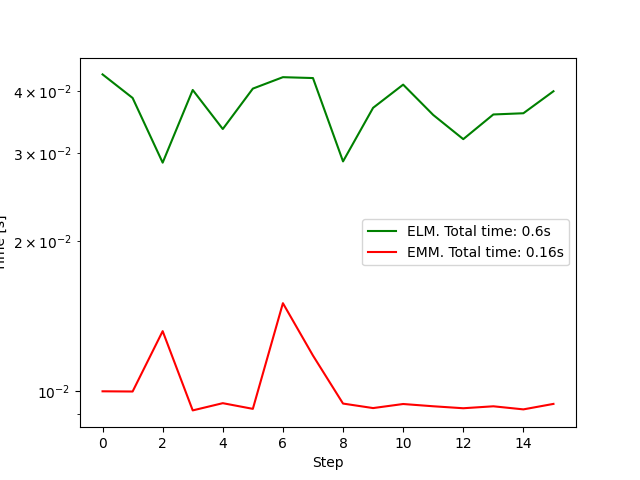 4 × 10⁻²
3 × 10⁻²
2 × 10⁻²
10⁻²
ELM. Total time: 0.6s
EMM. Total time: 0.16s
0 2 4 6 8 10 12 14
Step